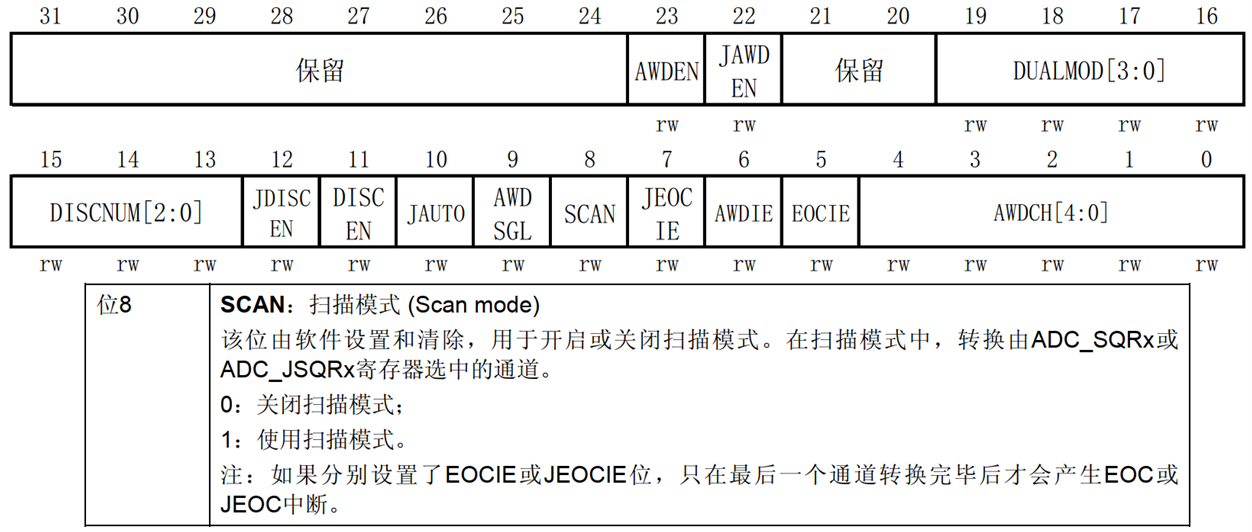 31 30 29 28 27 26 25 24 23 22 21 20 19 18 17 16
保留 AWDEN JAWD EN 保留 DUALMOD[3:0]
rw rw rw rw rw rw
15 14 13 12 11 10 9 8 7 6 5 4 3 2 1 0
DISCNUM[2:0] JDISC EN DISC EN JAUTO AWD SGL SCAN JEOC IE AWDIE EOCIE AWDCH[4:0]
rw rw rw rw rw rw rw rw rw rw rw rw rw rw rw rw
位8 SCAN：扫描模式 (Scan mode)
该位由软件设置和清除，用于开启或关闭扫描模式。在扫描模式中，转换由ADC_SQRx或
ADC_JSQRx寄存器选中的通道。
0：关闭扫描模式；
1：使用扫描模式。
注：如果分别设置了EOCIE或JEOCIE位，只在最后一个通道转换完毕后才会产生EOC或
JEOC中断。